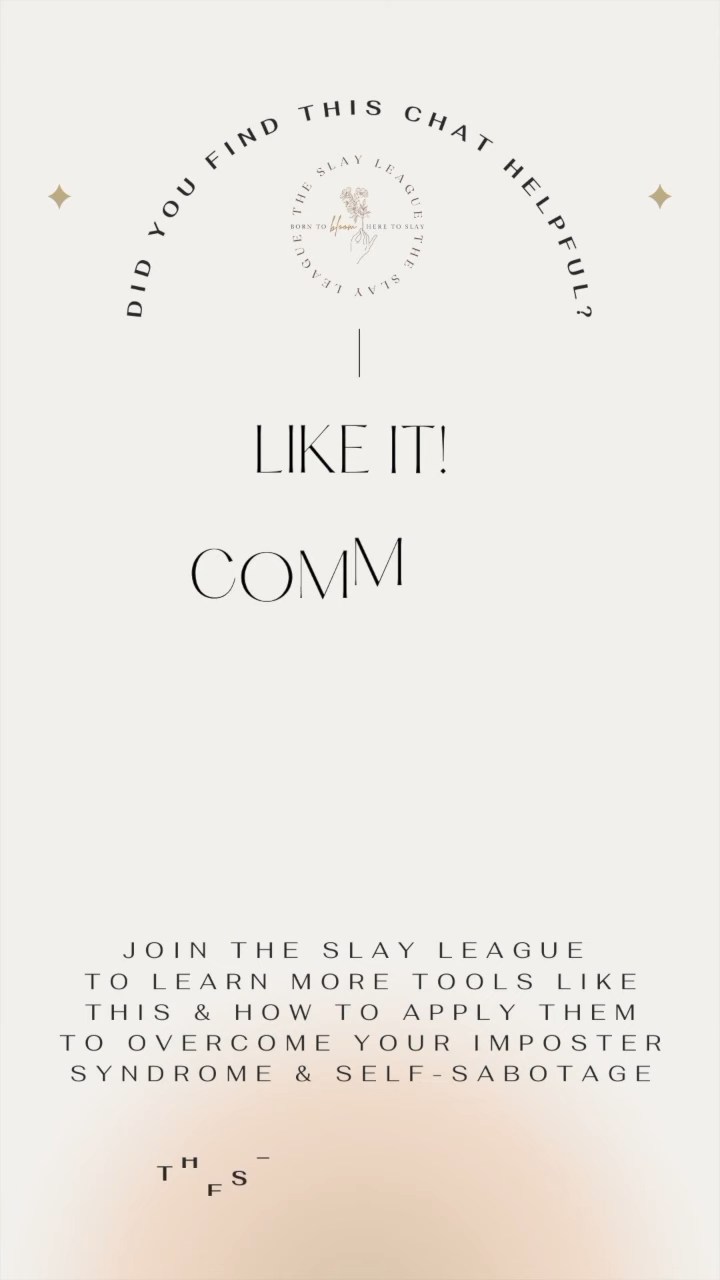 DID YOU FIND THIS CHAT HELPFUL?
THE SLAY LEAGUE THE SLAY LEAGUE
BORN TO bloom HERE TO SLAY
LIKE IT!
COMM
JOIN THE SLAY LEAGUE
TO LEARN MORE TOOLS LIKE
THIS & HOW TO APPLY THEM
TO OVERCOME YOUR IMPOSTER
SYNDROME & SELF-SABOTAGE